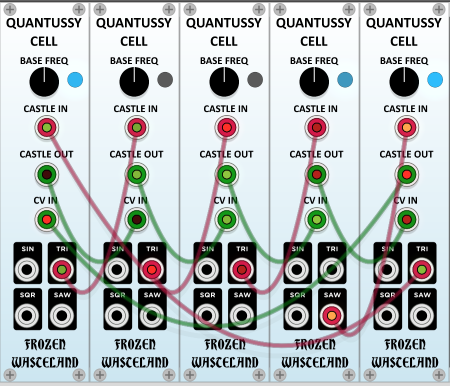 QUANTUSSY QUANTUSSY QUANTUSSY QUANTUSSY QUANTUSSY
CELL CELL CELL CELL CELL
BASE FREQ BASE FREQ BASE FREQ BASE FREQ BASE FREQ
CASTLE IN CASTLE IN CASTLE IN CASTLE IN CASTLE IN
CASTLE OUT CASTLE OUT CASTLE OUT CASTLE OUT CASTLE OUT
CV IN CV IN CV IN CV IN CV IN
SIN TRI SIN TRI SIN TRI SIN TRI SIN TRI
SQR SAW SQR SAW SQR SAW SQR SAW SQR SAW
FROZEN FROZEN FROZEN FROZEN FROZEN
WASTELAND WASTELAND WASTELAND WASTELAND WASTELAND